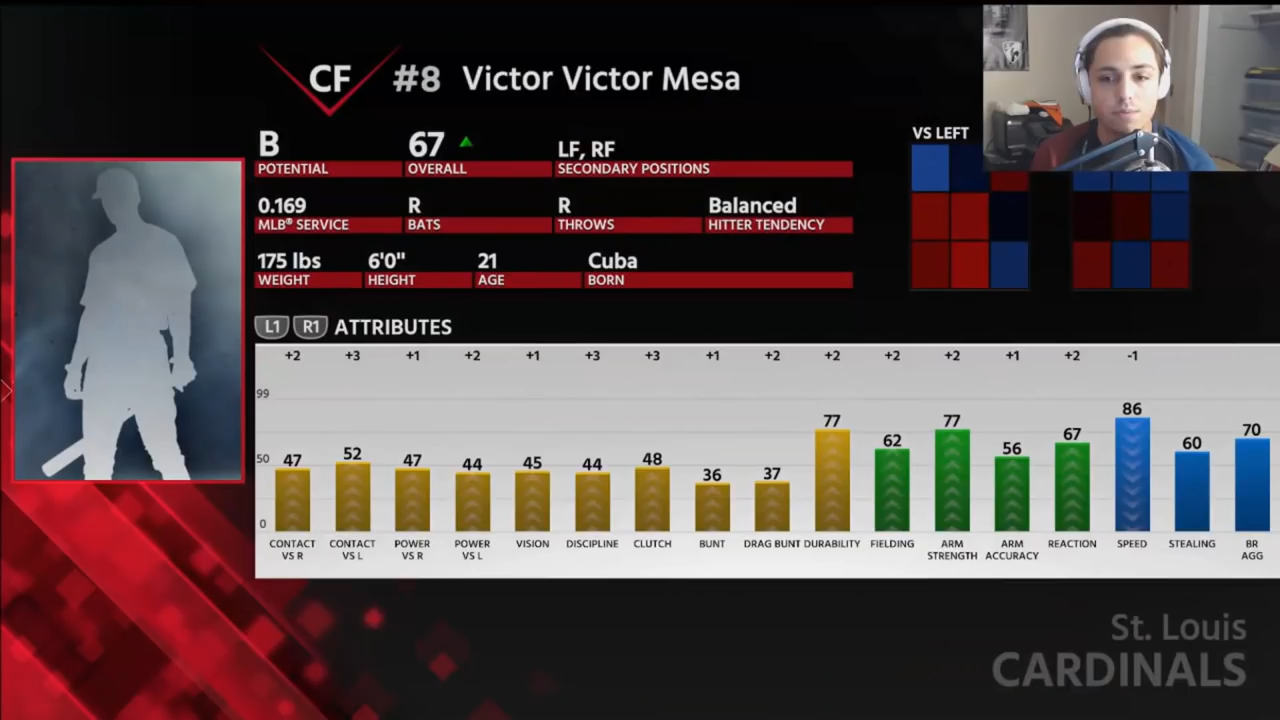 CF #8 Victor Victor Mesa
B 67 LF, RF
POTENTIAL OVERALL SECONDARY POSITIONS
0.169 R R Balanced
MLB® SERVICE BATS THROWS HITTER TENDENCY
175 lbs 6'0" 21 Cuba
WEIGHT HEIGHT AGE BORN
VS LEFT
L1 R1 ATTRIBUTES
+2 +3 +1 +2 +1 +3 +3 +1 +2 +2 +2 +2 +1 +2 -1
99
50
0
47 52 47 44 45 44 48 36 37 77 62 77 56 67 86 60 70
CONTACT VS R
CONTACT VS L
POWER VS R
POWER VS L
VISION
DISCIPLINE
CLUTCH
BUNT
DRAG BUNT
DURABILITY
FIELDING
ARM STRENGTH
ARM ACCURACY
REACTION
SPEED
STEALING
BR AGG
St. Louis
CARDINALS